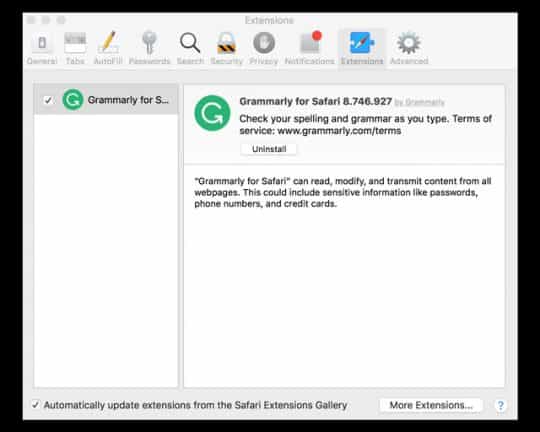 Extensions
General Tabs AutoFill Passwords Search Security Privacy Notifications Extensions Advanced
Grammarly for S...
Grammarly for Safari 8.746.927 by Grammarly
Check your spelling and grammar as you type. Terms of
service: www.grammarly.com/terms
Uninstall
"Grammarly for Safari" can read, modify, and transmit content from all
webpages. This could include sensitive information like passwords,
phone numbers, and credit cards.
Automatically update extensions from the Safari Extensions Gallery
More Extensions...
?